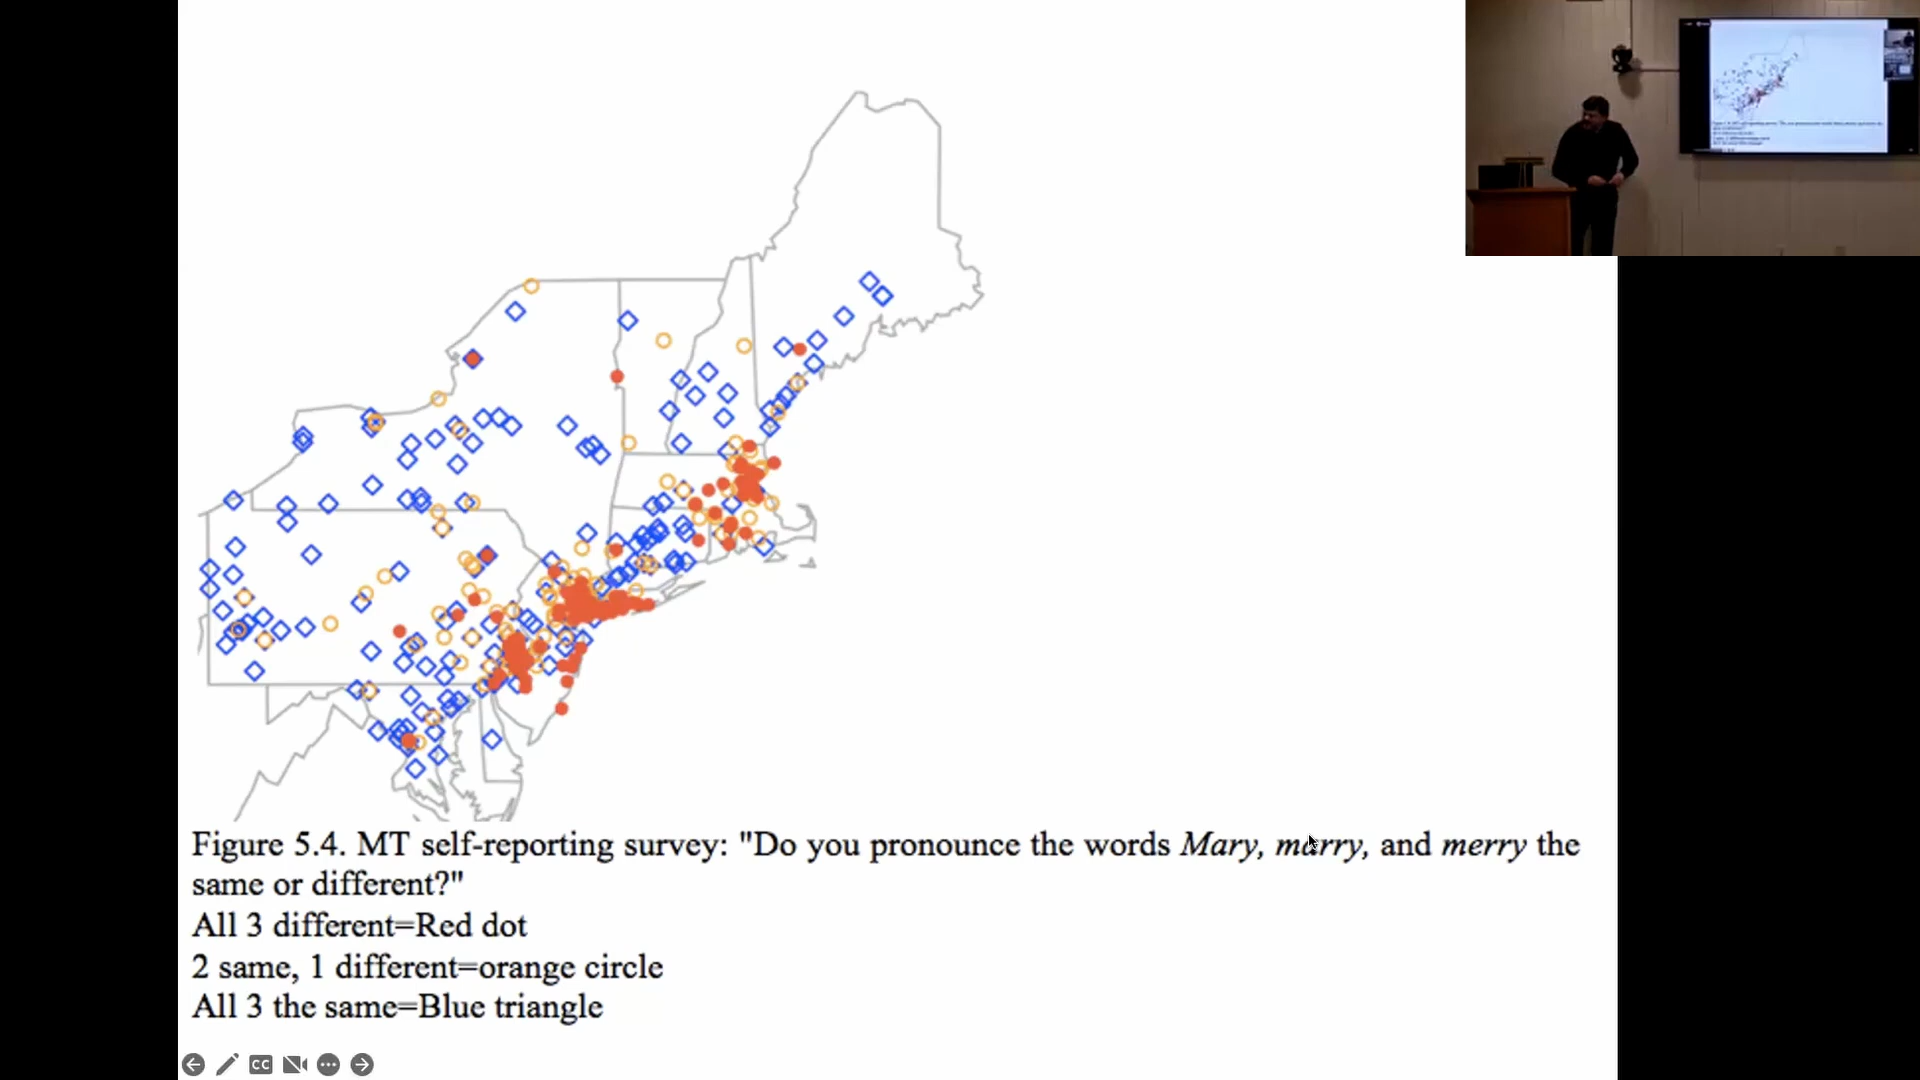 Figure 5.4. MT self-reporting survey: "Do you pronounce the words Mary, marry, and merry the
same or different?"
All 3 different=Red dot
2 same, 1 different=orange circle
All 3 the same=Blue triangle
CC